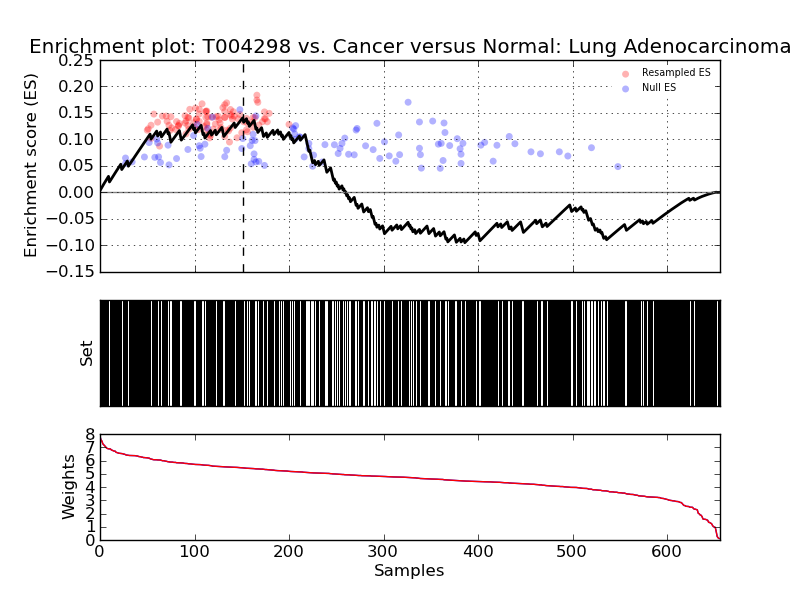 Enrichment plot: T004298 vs. Cancer versus Normal: Lung Adenocarcinoma
Enrichment score (ES)
0.25
0.20
0.15
0.10
0.05
0.00
−0.05
−0.10
−0.15
Resampled ES
Null ES
Set
Weights
8
7
6
5
4
3
2
1
0
0 100 200 300 400 500 600
Samples